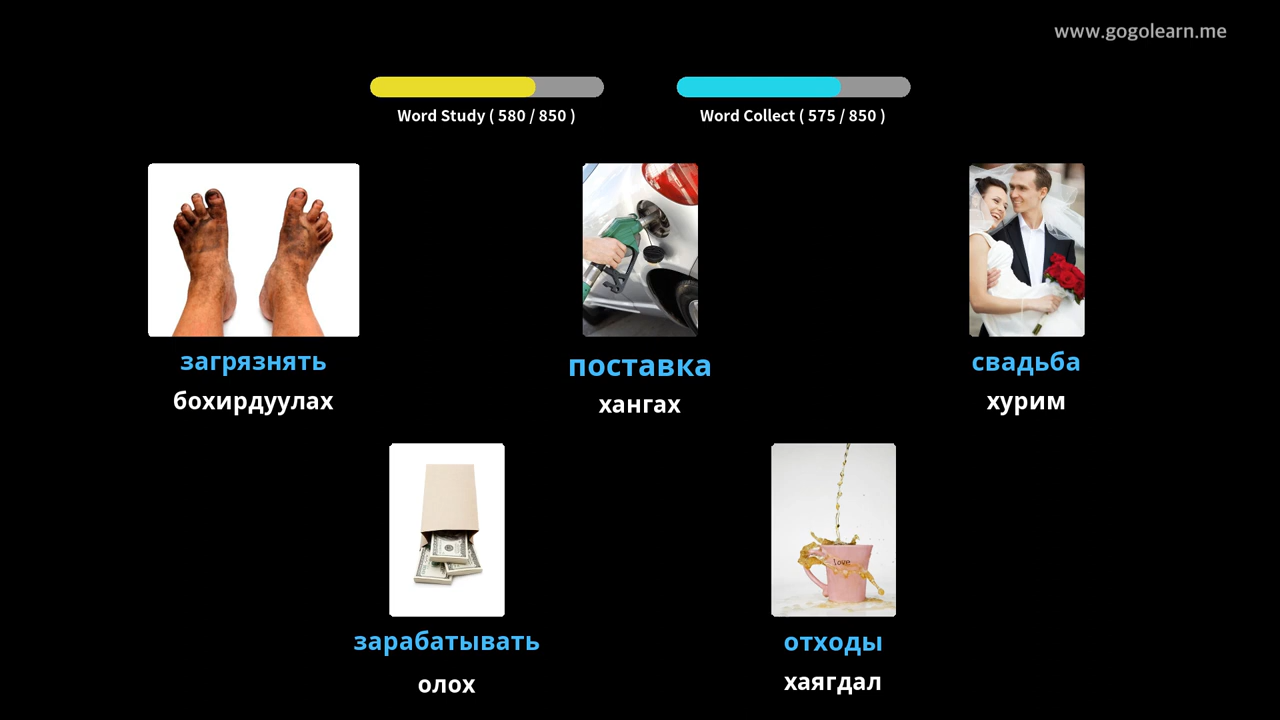 www.gogolearn.me
Word Study ( 580 / 850 )
Word Collect ( 575 / 850 )
загрязнять
бохирдуулах
поставка
хангах
свадьба
хурим
love
зарабатывать
олох
отходы
хаягдал